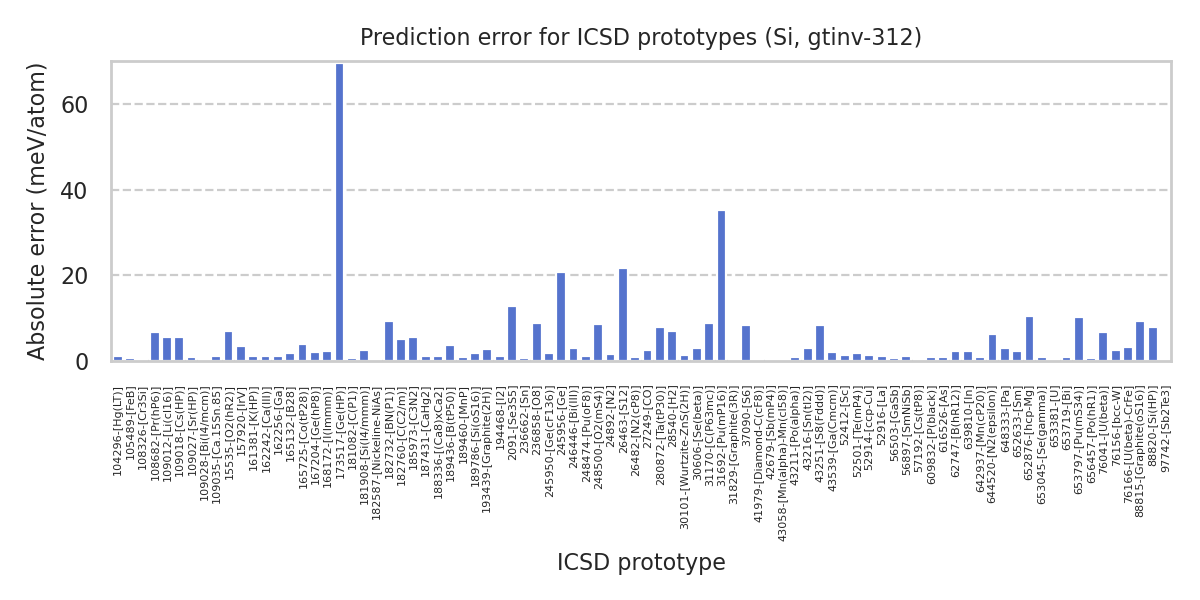 Prediction error for ICSD prototypes (Si, gtinv-312)
Absolute error (meV/atom)
60
40
20
0
104296-[Hg(LT)]
105489-[FeB]
108326-[Cr3Si]
108682-[Pr(hP6)]
109012-[Li(cI16)]
109018-[Cs(HP)]
109027-[Sr(HP)]
109028-[Bi(I4/mcm)]
109035-[Ca.15Sn.85]
15535-[O2(hR2)]
157920-[IrV]
161381-[K(HP)]
162242-[Ca(III)]
162256-[Ga]
165132-[B28]
165725-[Co(tP28)]
167204-[Ge(hP8)]
168172-[I(Immm)]
173517-[Ge(HP)]
181082-[C(P1)]
181908-[Si(I4/mmm)]
182587-[Nickeline-NiAs]
182732-[BN(P1)]
182760-[C(C2/m)]
185973-[C3N2]
187431-[CaHg2]
188336-[(Ca8)xCa2]
189436-[B(tP50)]
189460-[MnP]
189786-[Si(oS16)]
193439-[Graphite(2H)]
194468-[I2]
2091-[Se3S5]
236662-[Sn]
236858-[O8]
245950-[Ge(cF136)]
245956-[Ge]
246446-[Bi(III)]
248474-[Pu(oF8)]
248500-[O2(mS4)]
24892-[N2]
26463-[S12]
26482-[N2(cP8)]
272249-[CO]
280872-[Ta(tP30)]
28540-[H2]
30101-[Wurtzite-ZnS(2H)]
30606-[Se(beta)]
31170-[C(P63mc)]
31692-[Pu(mP16)]
31829-[Graphite(3R)]
37090-[S6]
41979-[Diamond-C(cF8)]
42679-[Sb(mP4)]
43058-[Mn(alpha)-Mn(cI58)]
43211-[Po(alpha)]
43216-[Sn(tI2)]
43251-[S8(Fddd)]
43539-[Ga(Cmcm)]
52412-[Sc]
52501-[Te(mP4)]
52914-[fcc-Cu]
52916-[La]
56503-[GaSb]
56897-[SmNiSb]
57192-[Cs(tP8)]
609832-[P(black)]
616526-[As]
62747-[B(hR12)]
639810-[In]
642937-[Mn(cP20)]
644520-[N2(epsilon)]
648333-[Pa]
652633-[Sm]
652876-[hcp-Mg]
653045-[Se(gamma)]
653381-[U]
653719-[Bi]
653797-[Pu(mS34)]
656457-[Po(hR1)]
76041-[U(beta)]
76156-[bcc-W]
76166-[U(beta)-CrFe]
88815-[Graphite(oS16)]
88820-[Si(HP)]
97742-[Sb2Te3]
ICSD prototype